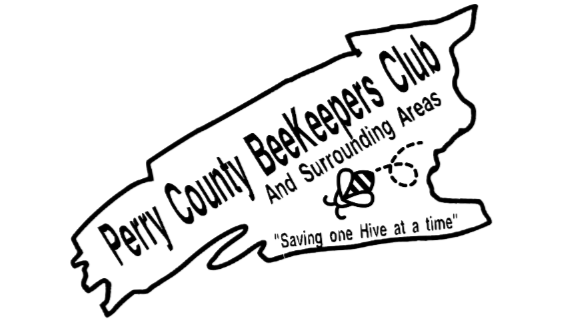 Perry County BeeKeepers Club
And Surrounding Areas
"Saving one Hive at a time"